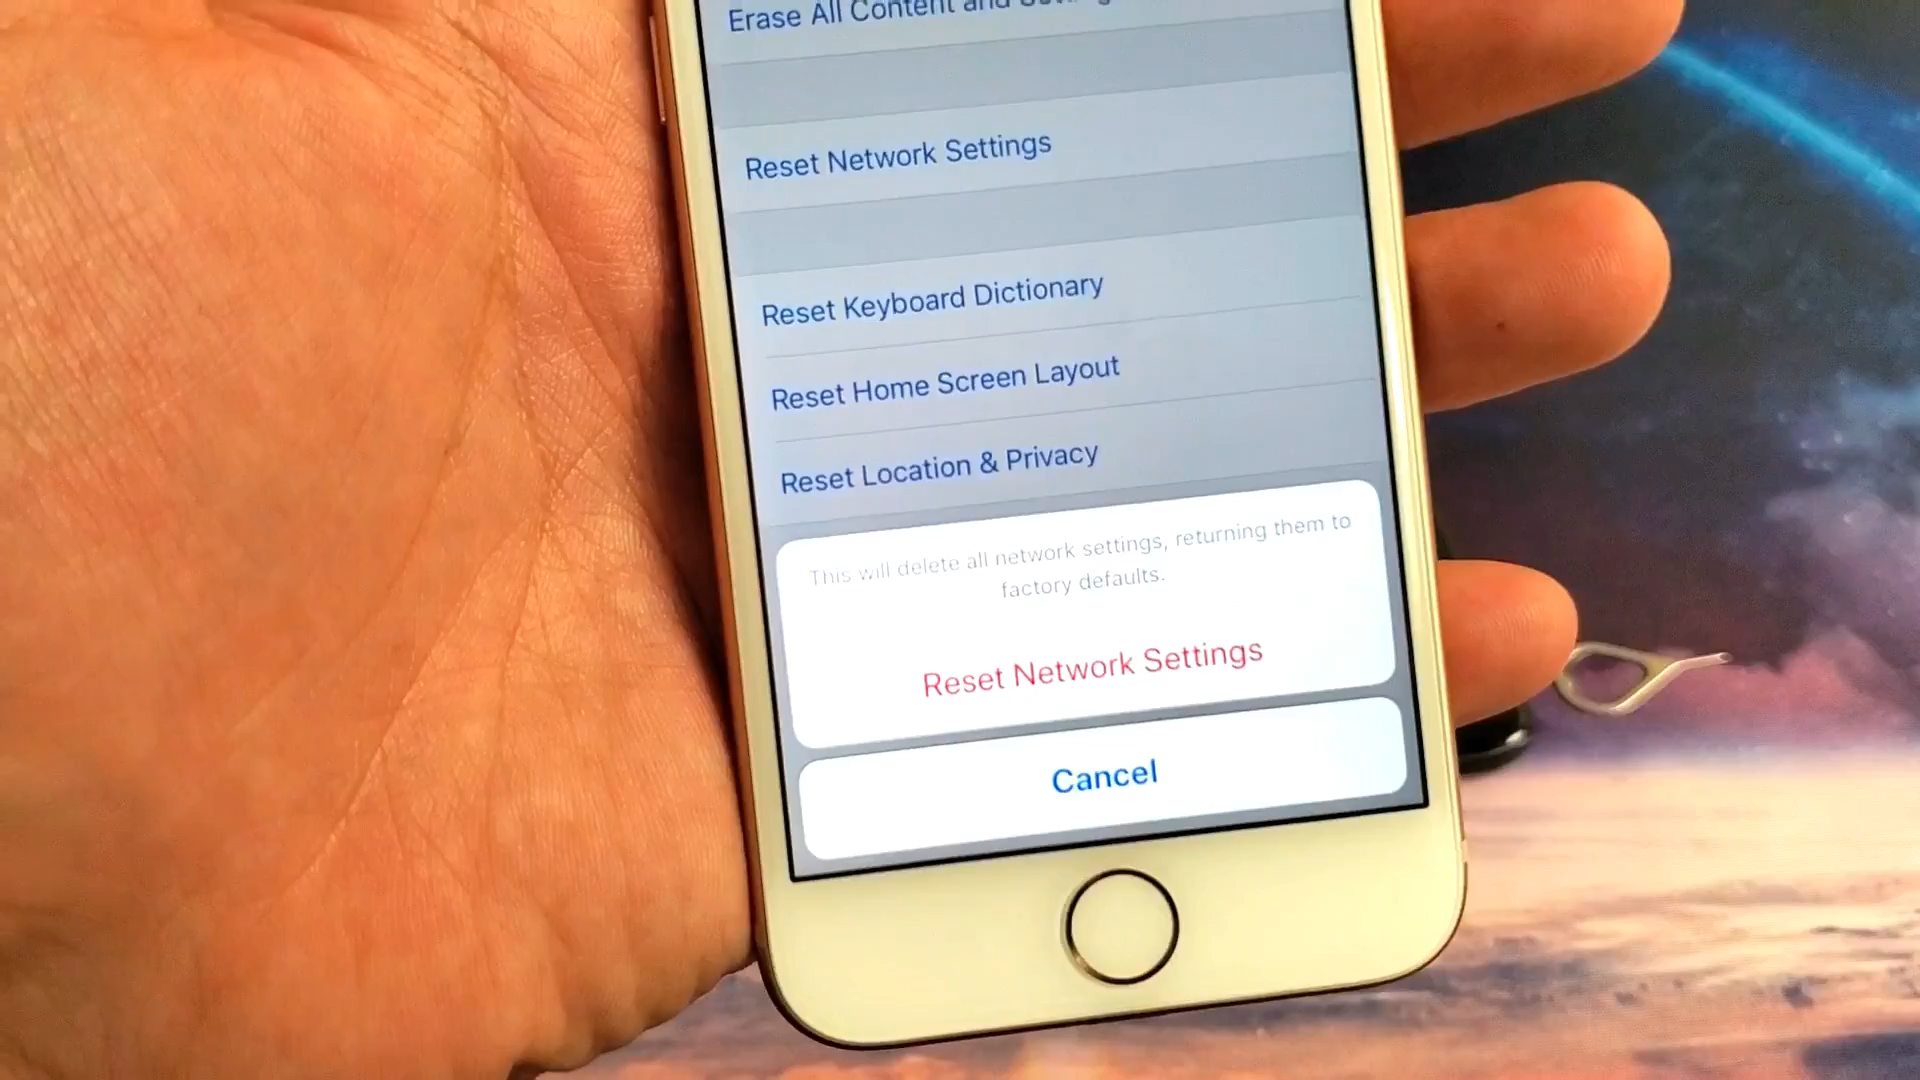 Erase All Content and
Reset Network Settings
Reset Keyboard Dictionary
Reset Home Screen Layout
Reset Location & Privacy
This will delete all network settings, returning them to
factory defaults.
Reset Network Settings
Cancel